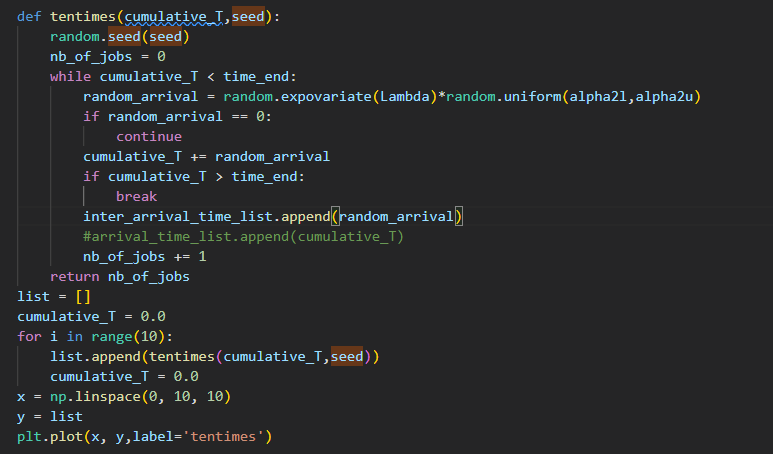 def tentimes(cumulative_T,seed):
    random.seed(seed)
    nb_of_jobs = 0
    while cumulative_T < time_end:
        random_arrival = random.expovariate(Lambda)*random.uniform(alpha2l,alpha2u)
        if random_arrival == 0:
            continue
        cumulative_T += random_arrival
        if cumulative_T > time_end:
            break
        inter_arrival_time_list.append(random_arrival)
        #arrival_time_list.append(cumulative_T)
        nb_of_jobs += 1
    return nb_of_jobs
list = []
cumulative_T = 0.0
for i in range(10):
    list.append(tentimes(cumulative_T,seed))
    cumulative_T = 0.0
x = np.linspace(0, 10, 10)
y = list
plt.plot(x, y,label='tentimes')